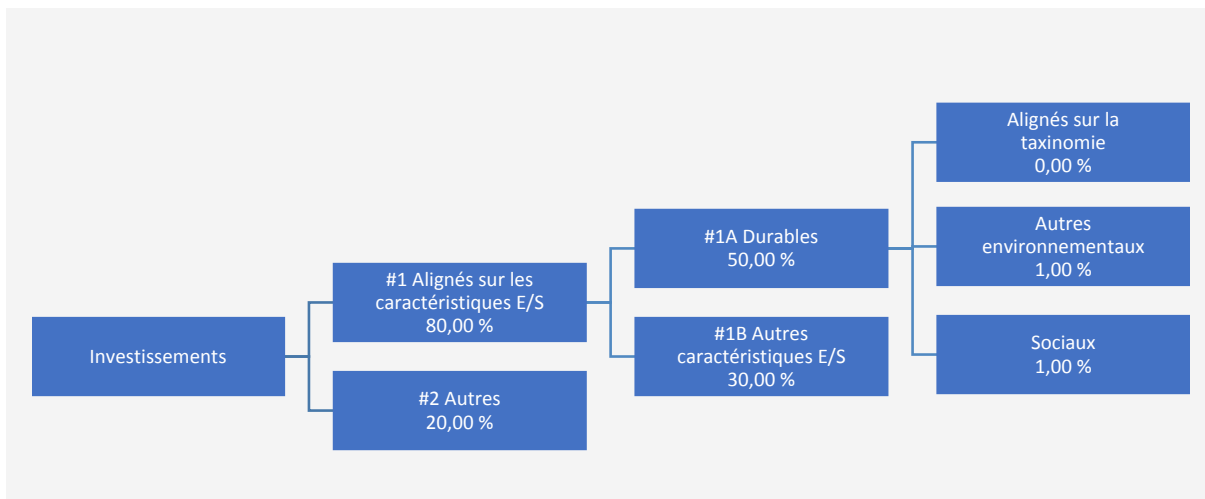 Investissements
#1 Alignés sur les
caractéristiques E/S
80,00 %
#2 Autres
20,00 %
#1A Durables
50,00 %
#1B Autres
caractéristiques E/S
30,00 %
Alignés sur la
taxinomie
0,00 %
Autres
environnementaux
1,00 %
Sociaux
1,00 %